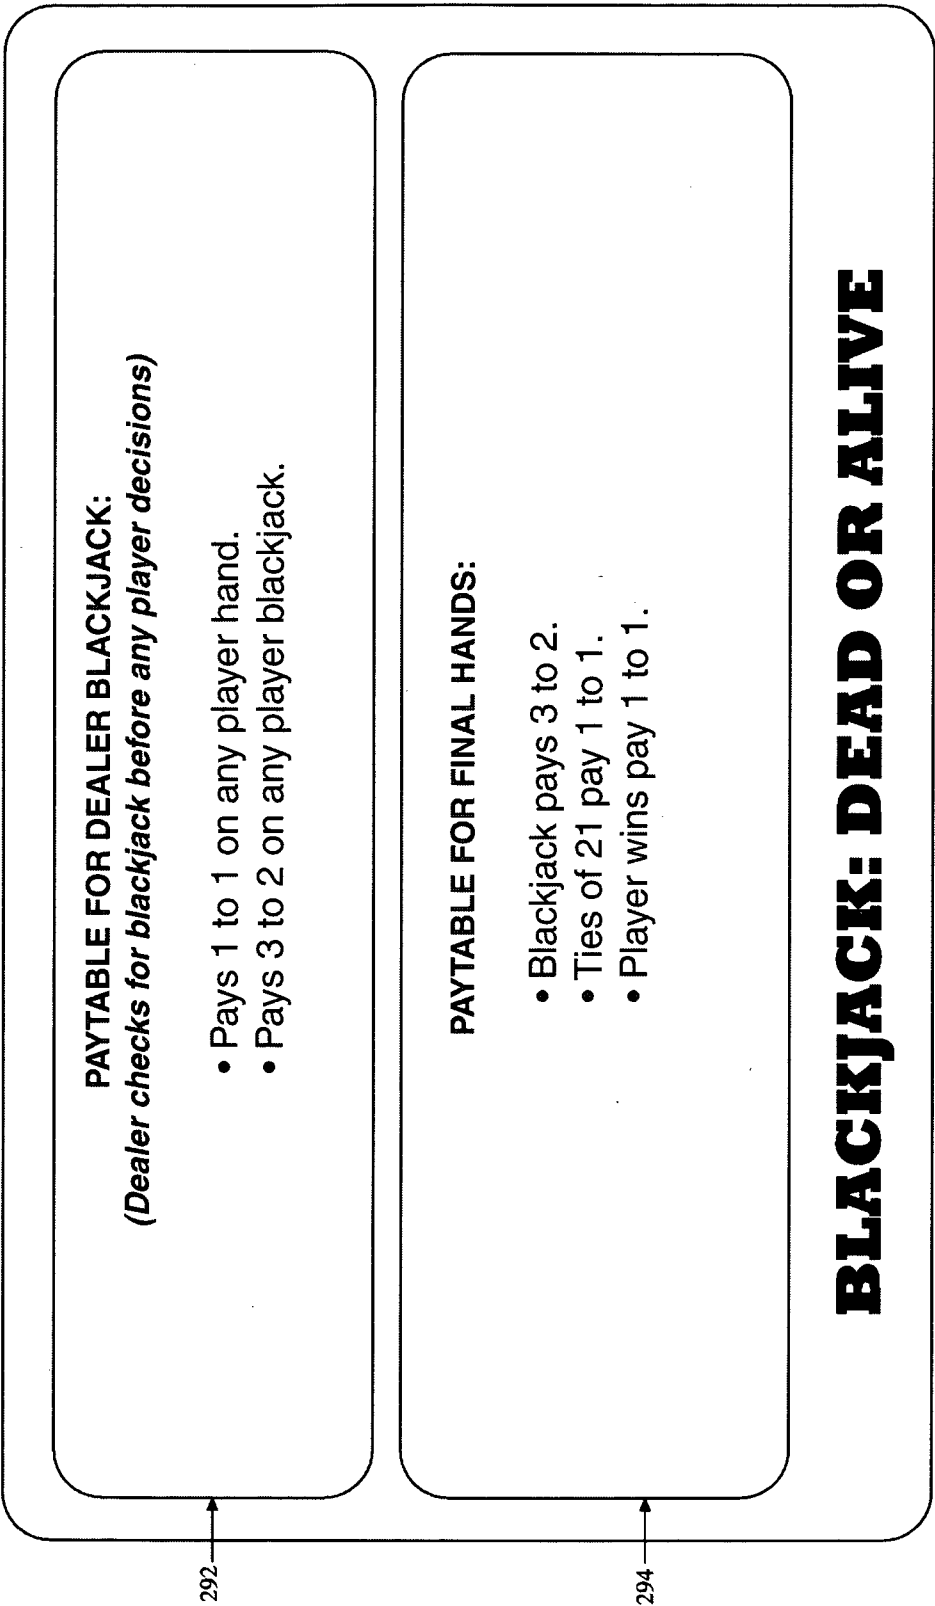 PAYTABLE FOR DEALER BLACKJACK:
(Dealer checks for blackjack before any player decisions)
• Pays 1 to 1 on any player hand.
• Pays 3 to 2 on any player blackjack.
292
PAYTABLE FOR FINAL HANDS:
• Blackjack pays 3 to 2.
• Ties of 21 pay 1 to 1.
• Player wins pay 1 to 1.
294
BLACKJACK: DEAD OR ALIVE